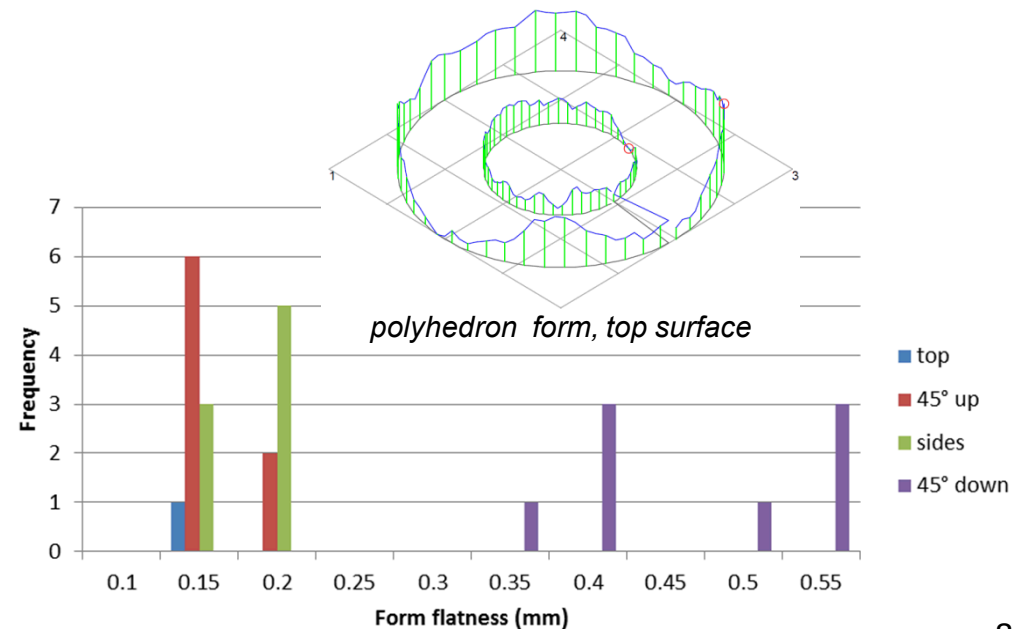 4
1
3
polyhedron form, top surface
7
6
5
4
3
2
1
0
Frequency
0.1 0.15 0.2 0.25 0.3 0.35 0.4 0.45 0.5 0.55
Form flatness (mm)
top
45° up
sides
45° down